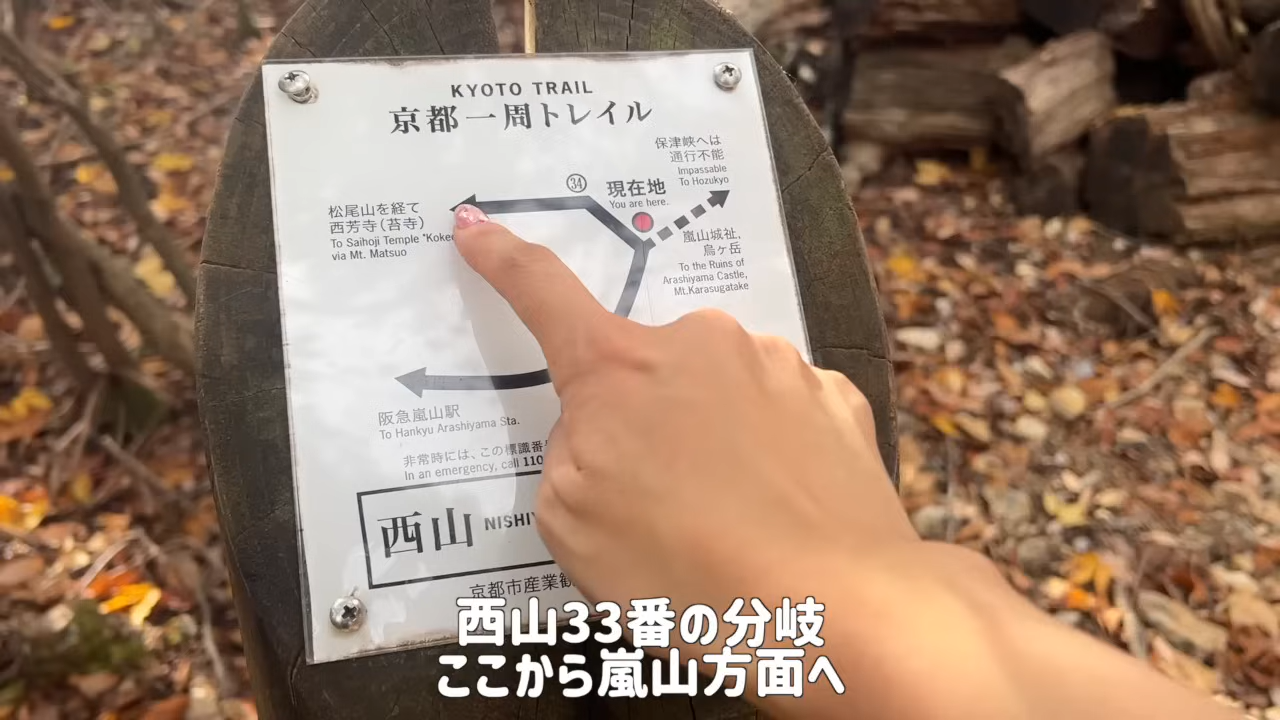 KYOTO TRAIL
京都一周トレイル
保津峡へは
通行不能
Impassable
To Hozukyo
34
現在地
You are here.
松尾山を経て
西芳寺(苔寺)
To Saihoji Temple "Koke
via Mt. Matsuo
嵐山城祉、
烏ヶ岳
To the Ruins of
Arashiyama Castle,
Mt.Karasugatake
阪急嵐山駅
To Hankyu Arashiyama Sta.
非常時には、この標識番
In an emergency, call 110
西山 NISHIY
京都市産業観
西山33番の分岐
ここから嵐山方面へ